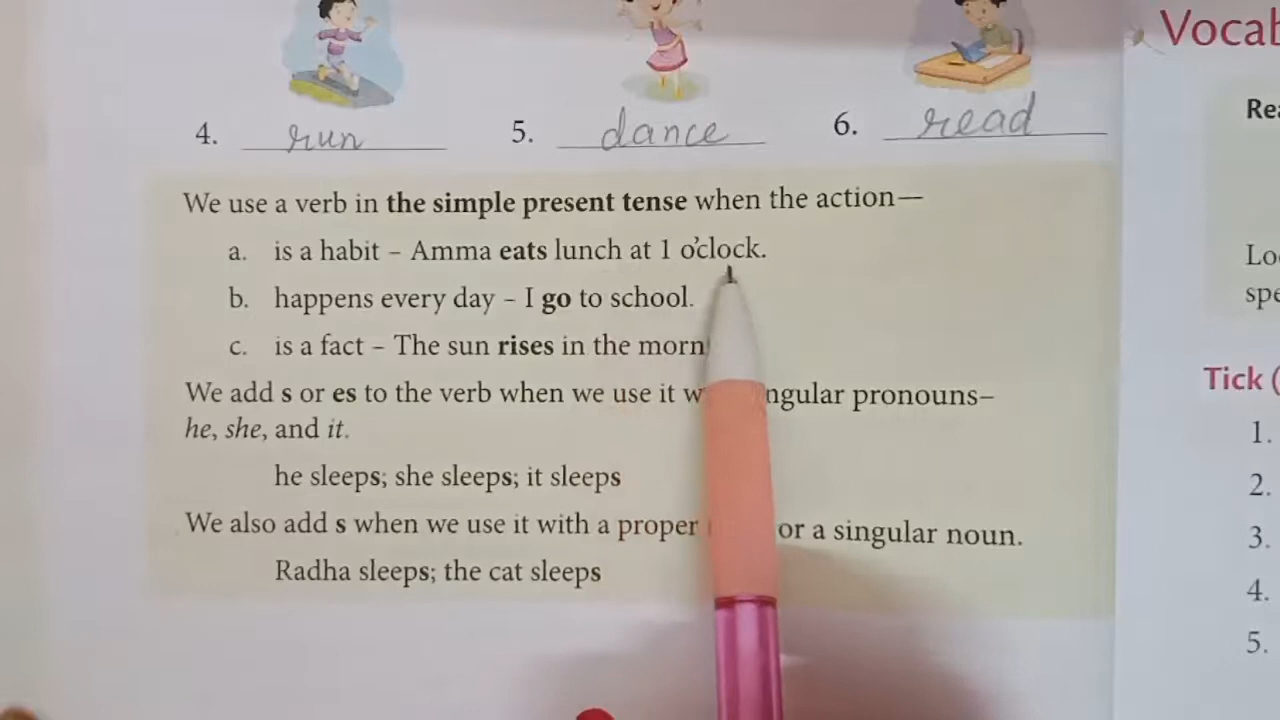 Vocab
4. run 5. dance 6. read
We use a verb in the simple present tense when the action—
a. is a habit – Amma eats lunch at 1 o'clock.
b. happens every day – I go to school.
c. is a fact – The sun rises in the morn
We add s or es to the verb when we use it w ngular pronouns–
he, she, and it.
he sleeps; she sleeps; it sleeps
We also add s when we use it with a proper or a singular noun.
Radha sleeps; the cat sleeps
Rea
Lo
spe
Tick (
1.
2.
3.
4.
5.